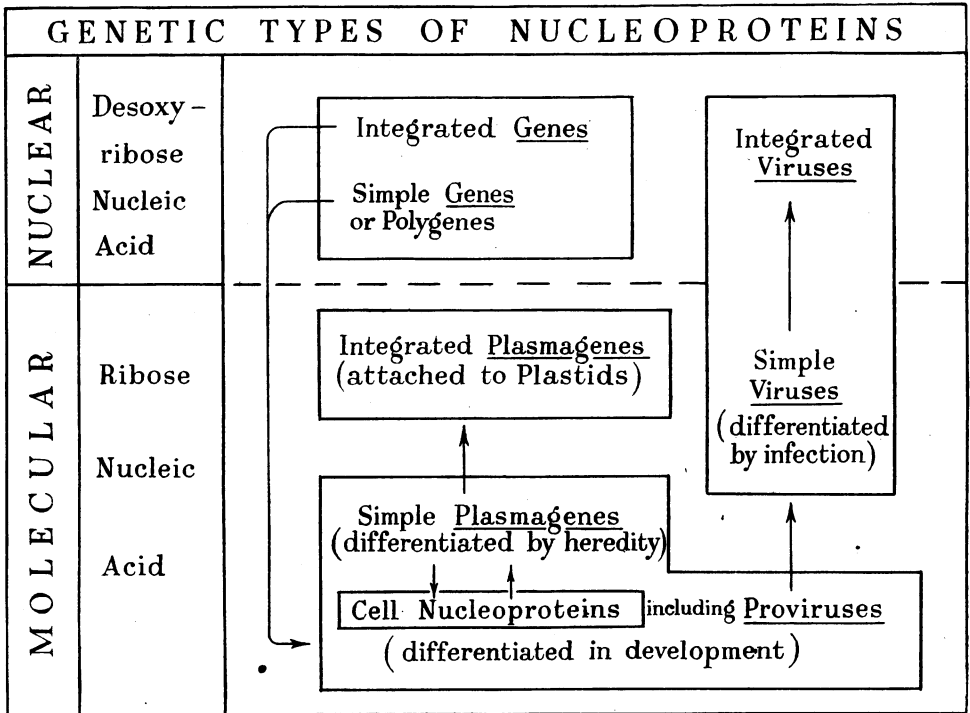 GENETIC TYPES OF NUCLEOPROTEINS
NUCLEAR
Desoxy-
ribose
Nucleic
Acid
Integrated Genes
Simple Genes
or Polygenes
Integrated
Viruses
MOLECULAR
Ribose
Nucleic
Acid
Integrated Plasmagenes
(attached to Plastids)
Simple
Viruses
(differentiated
by infection)
Simple Plasmagenes
(differentiated by heredity)
Cell Nucleoproteins including Proviruses
(differentiated in development)